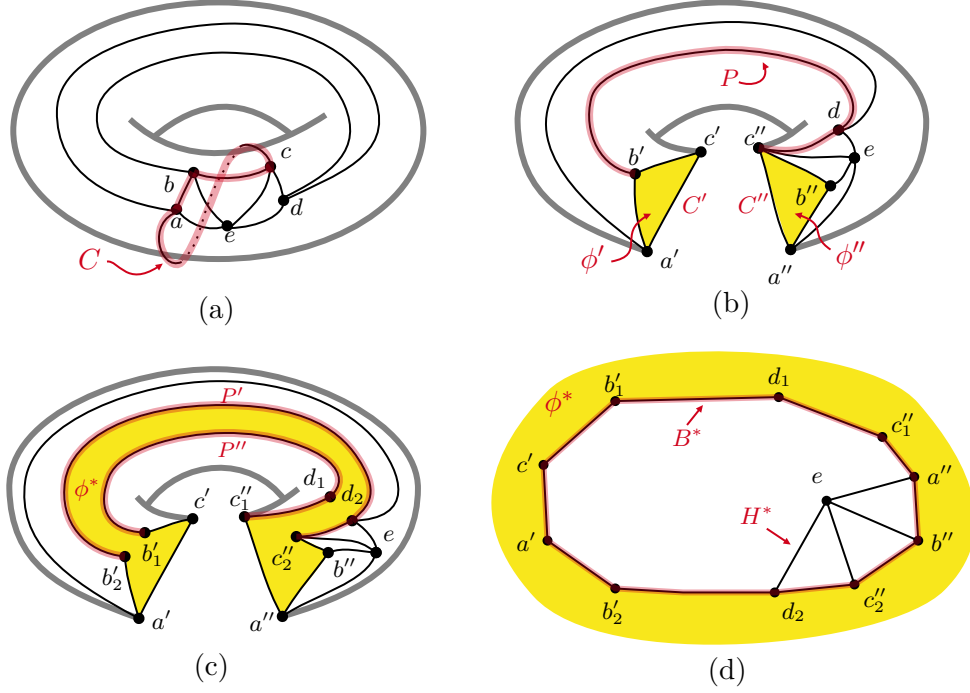 a
b
c
d
e
C
(a)
P
d
b′
c′
c″
e
b″
C′
C″
ϕ′
a′
a″
ϕ″
(b)
P′
P″
ϕ*
d₁
d₂
c′
c″₁
b′₁
b′₂
c″₂
b″
e
a′
a″
(c)
ϕ*
b′₁
d₁
B*
c″₁
c′
e
a″
H*
a′
b″
b′₂
d₂
c″₂
(d)